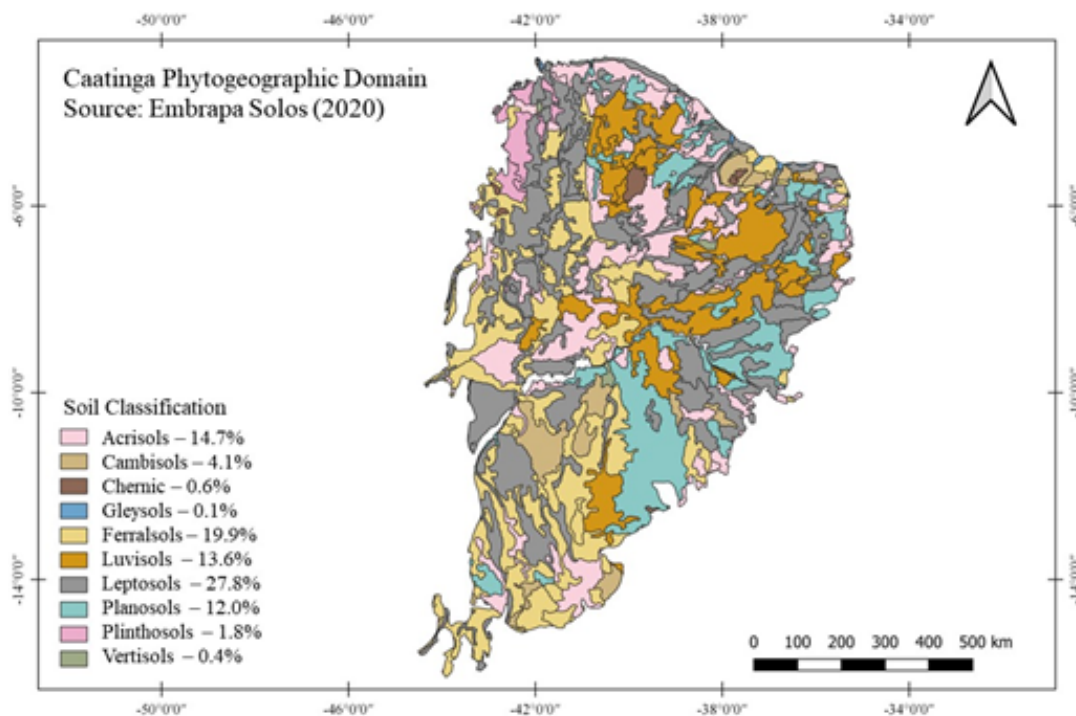 -50°0'0" -46°0'0" -42°0'0" -38°0'0" -34°0'0"
Caatinga Phytogeographic Domain
Source: Embrapa Solos (2020)
-6°0'0" -6°0'0"
-10°0'0" -10°0'0"
Soil Classification
Acrisols – 14.7%
Cambisols – 4.1%
Chernic – 0.6%
Gleysols – 0.1%
Ferralsols – 19.9%
Luvisols – 13.6%
Leptosols – 27.8%
Planosols – 12.0%
Plinthosols – 1.8%
Vertisols – 0.4%
-14°0'0" -14°0'0"
0 100 200 300 400 500 km
-50°0'0" -46°0'0" -42°0'0" -38°0'0" -34°0'0"